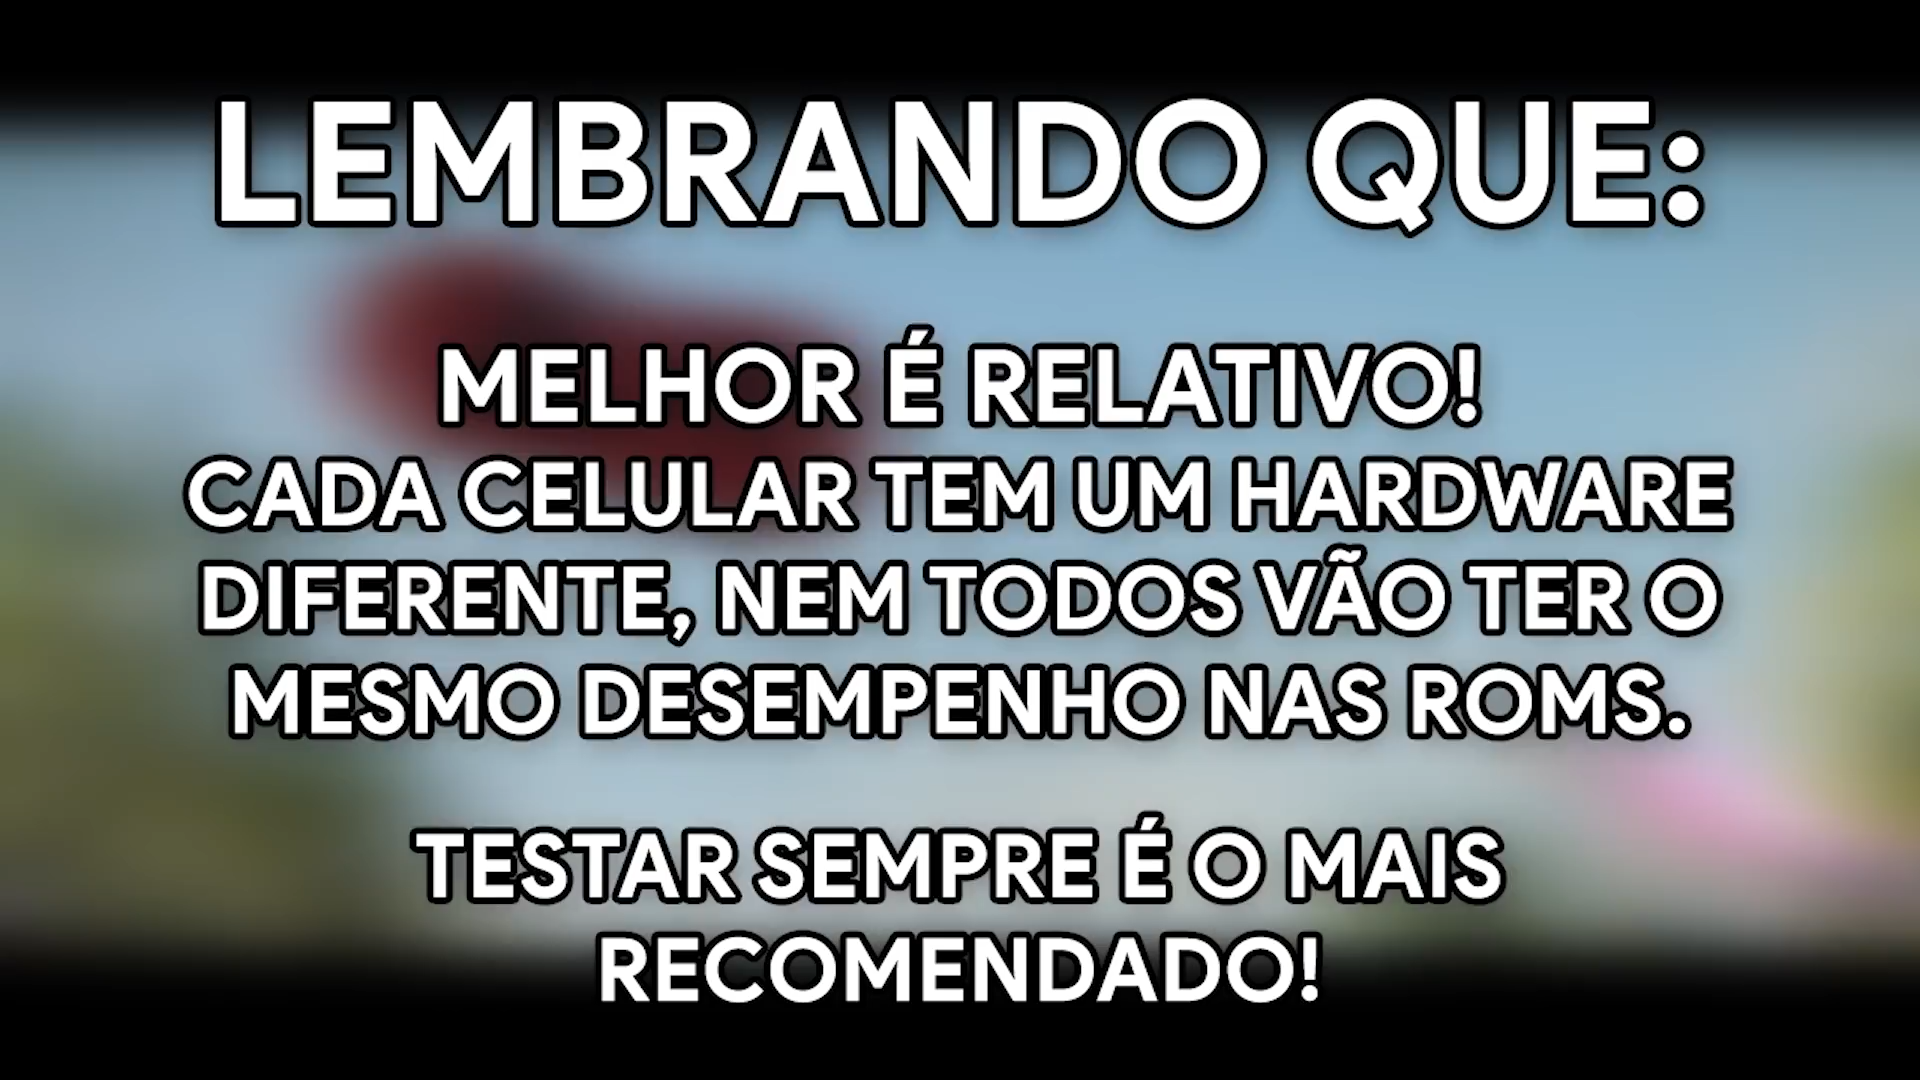 LEMBRANDO QUE:
MELHOR É RELATIVO!
CADA CELULAR TEM UM HARDWARE
DIFERENTE, NEM TODOS VÃO TER O
MESMO DESEMPENHO NAS ROMS.
TESTAR SEMPRE É O MAIS
RECOMENDADO!